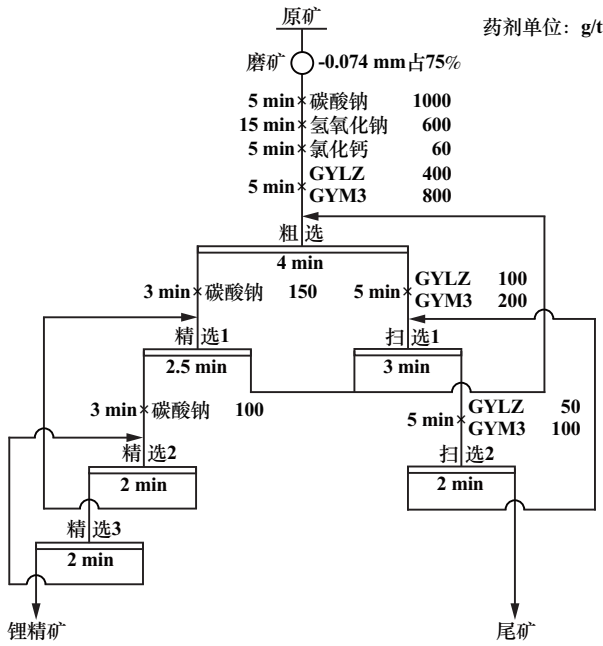 原矿
药剂单位：g/t
磨矿 -0.074 mm占75%
5 min 碳酸钠 1000
15 min 氢氧化钠 600
5 min 氯化钙 60
5 min GYLZ 400
GYM3 800
粗选
4 min
3 min 碳酸钠 150
5 min GYLZ 100
GYM3 200
精选1
2.5 min
扫选1
3 min
3 min 碳酸钠 100
5 min GYLZ 50
GYM3 100
精选2
2 min
扫选2
2 min
精选3
2 min
锂精矿
尾矿